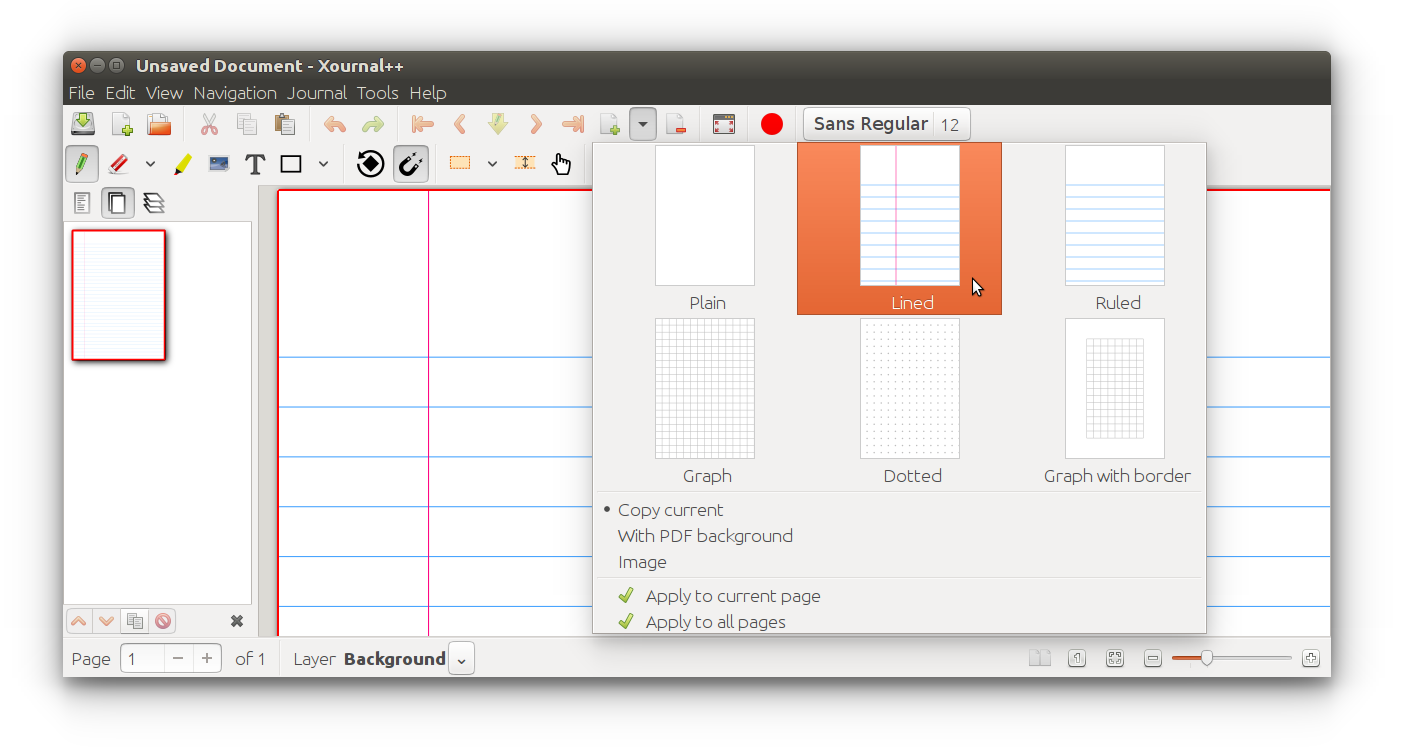 Unsaved Document - Xournal++
File Edit View Navigation Journal Tools Help
Sans Regular 12
T
Plain Lined Ruled
Graph Dotted Graph with border
Copy current
With PDF background
Image
Apply to current page
Apply to all pages
Page 1 of 1 Layer Background 1